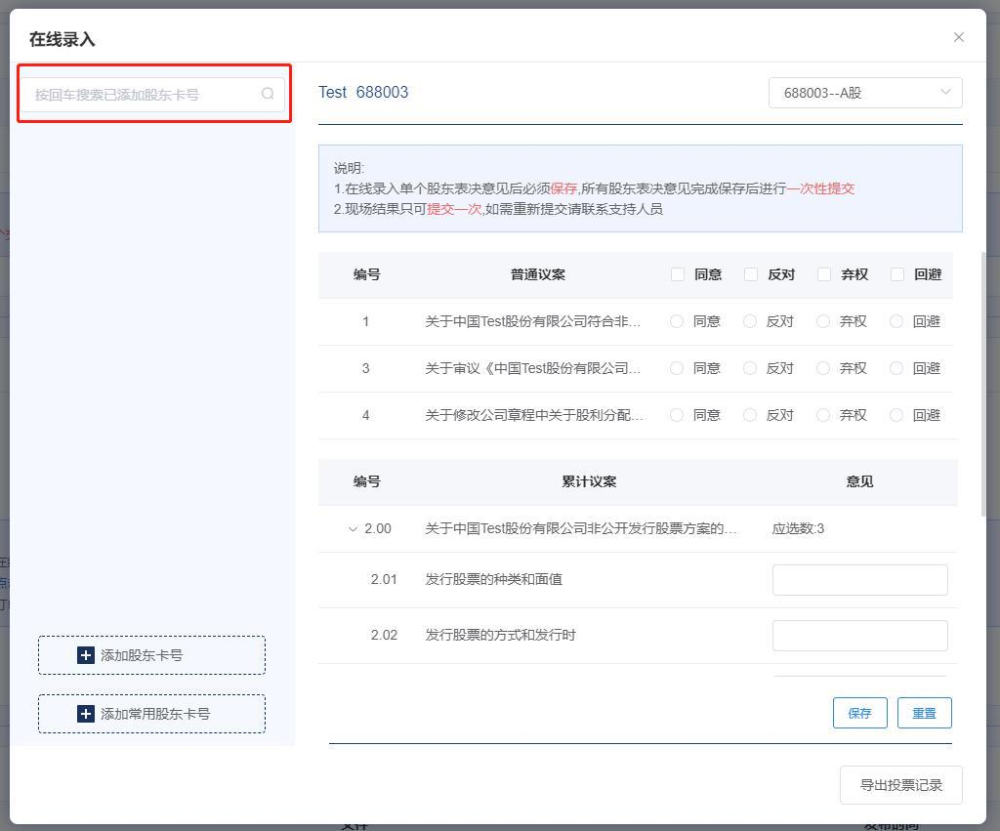 在线录入
按回车搜索已添加股东卡号
Test 688003
688003--A股
说明:
1.在线录入单个股东表决意见后必须保存,所有股东表决意见完成保存后进行一次性提交
2.现场结果只可提交一次,如需重新提交请联系支持人员
编号 普通议案 同意 反对 弃权 回避
1 关于中国Test股份有限公司符合非... 同意 反对 弃权 回避
3 关于审议《中国Test股份有限公司... 同意 反对 弃权 回避
4 关于修改公司章程中关于股利分配... 同意 反对 弃权 回避
编号 累计议案 意见
2.00 关于中国Test股份有限公司非公开发行股票方案的... 应选数:3
2.01 发行股票的种类和面值
2.02 发行股票的方式和发行时
添加股东卡号
添加常用股东卡号
保存 重置
导出投票记录